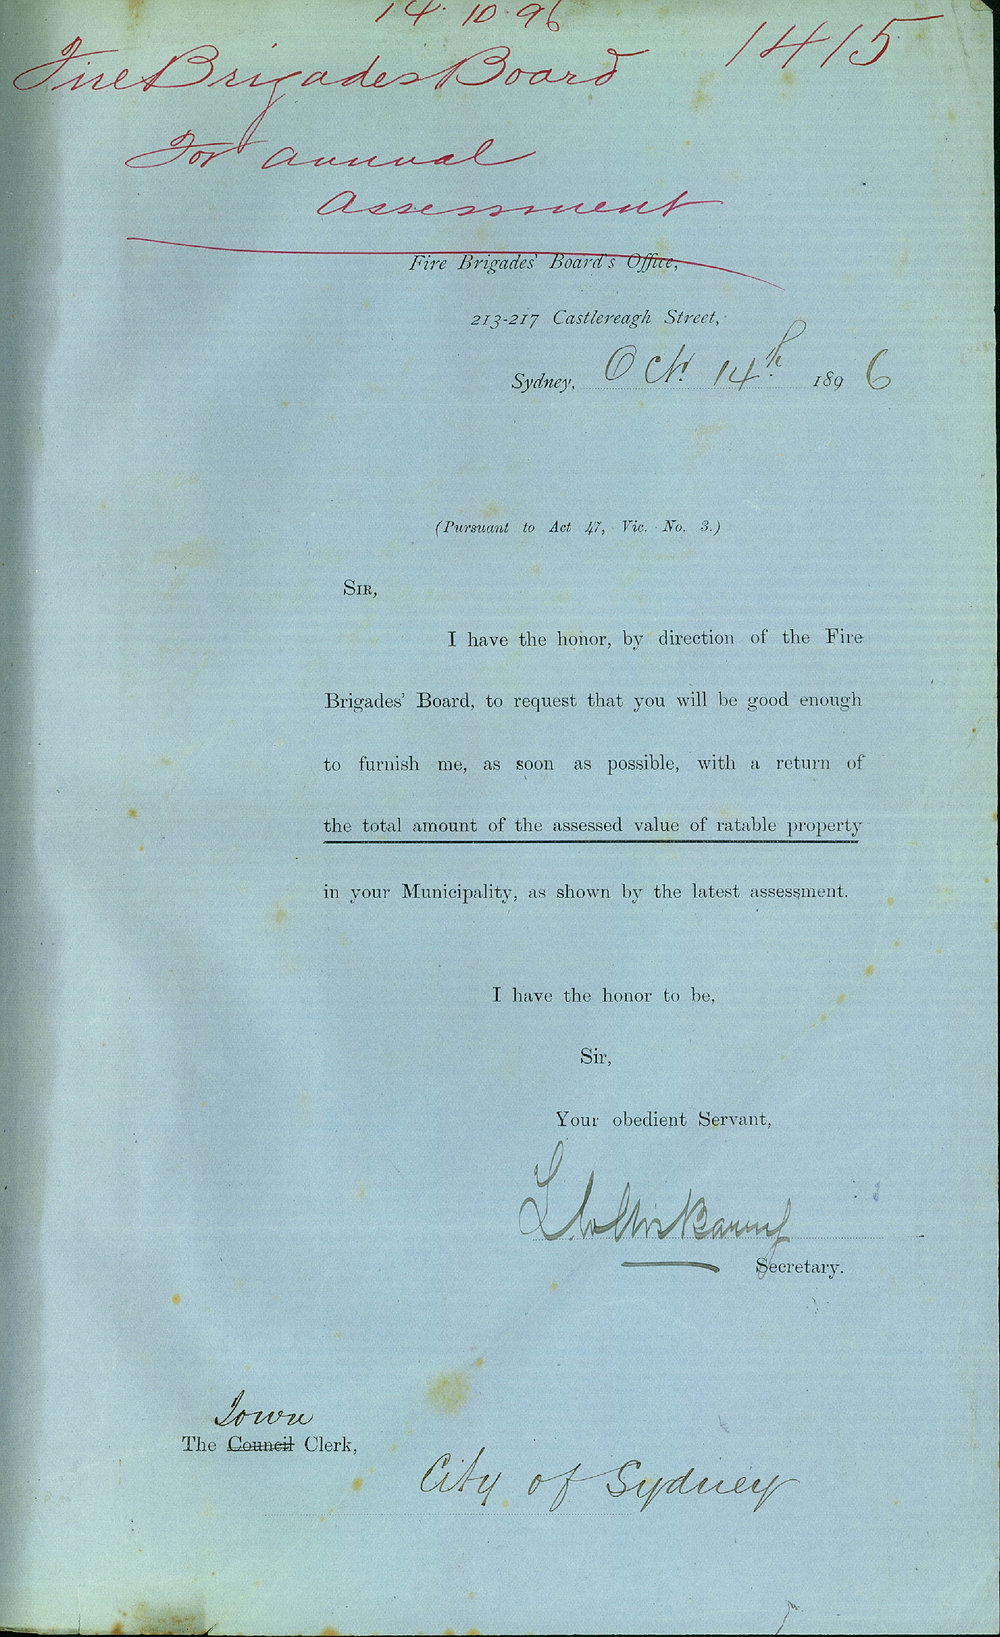 14.10.96
Fire Brigades Board 1415
For annual
Assessment
Fire Brigades' Board's Office,
213-217 Castlereagh Street,
Sydney, Oct. 14th 1896
(Pursuant to Act 47, Vic. No. 3.)
SIR,
I have the honor, by direction of the Fire
Brigades' Board, to request that you will be good enough
to furnish me, as soon as possible, with a return of
the total amount of the assessed value of ratable property
in your Municipality, as shown by the latest assessment.
I have the honor to be,
Sir,
Your obedient Servant,
Secretary.
Town
The Council Clerk,
City of Sydney